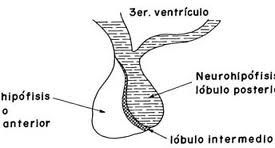 3er. ventrículo
Neurohipófisis
lóbulo posterior
hipófisis
o
anterior
lóbulo intermedio